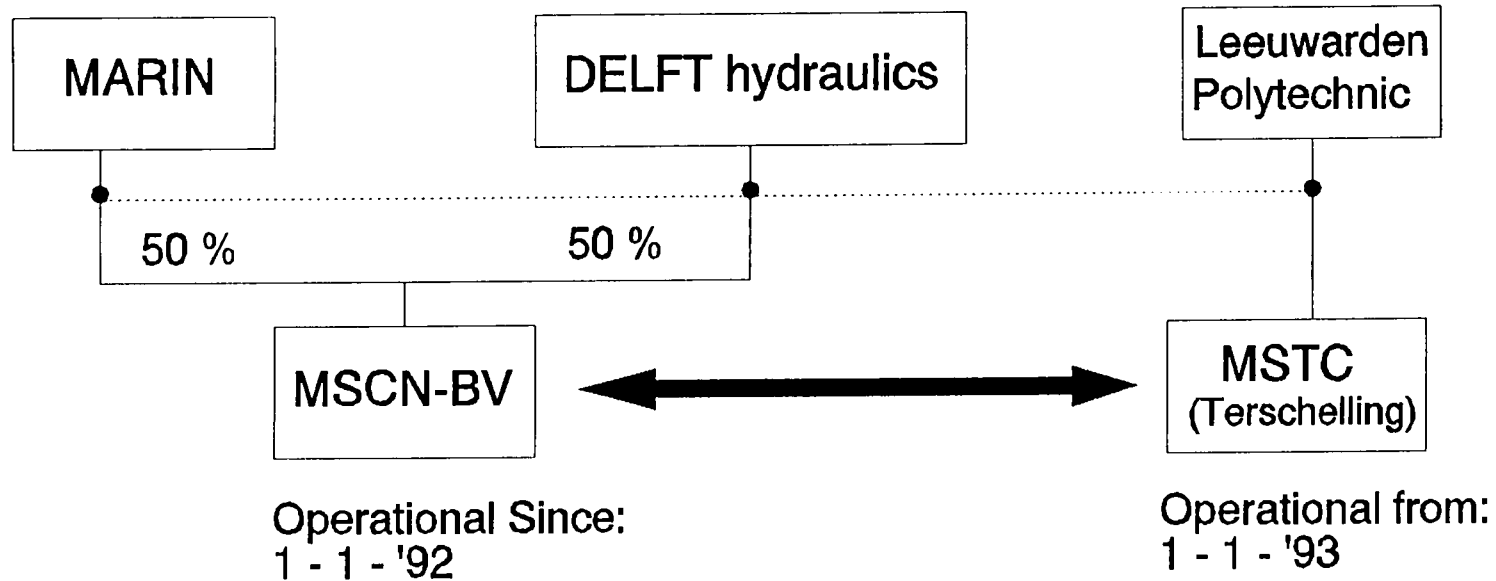 MARIN
DELFT hydraulics
Leeuwarden
Polytechnic
50 %
50 %
MSCN-BV
MSTC
(Terschelling)
Operational Since:
1 - 1 - '92
Operational from:
1 - 1 - '93